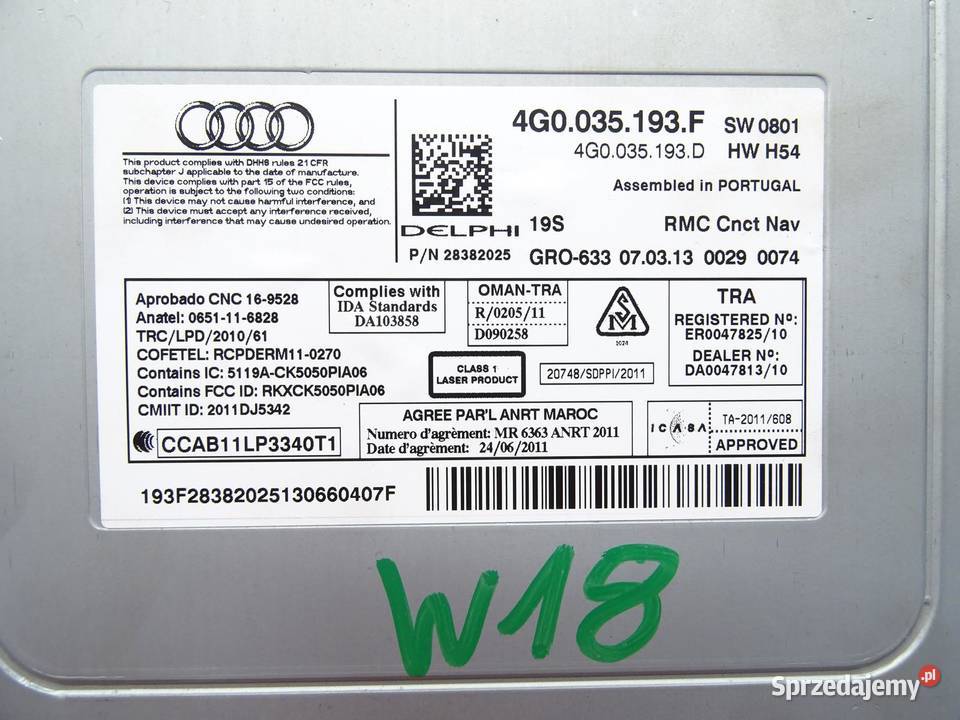 This product complies with DHHS rules 21 CFR
subchapter J applicable to the date of manufacture.
This device complies with part 15 of the FCC rules,
operation is subject to the following two conditions:
(1) This device may not cause harmful interference, and
(2) This device must accept any interference received,
including interference that may cause undesired operation.
4G0.035.193.F SW 0801
4G0.035.193.D HW H54
Assembled in PORTUGAL
DELPHI 19S RMC Cnct Nav
P/N 28382025 GRO-633 07.03.13 0029 0074
Aprobado CNC 16-9528
Anatel: 0651-11-6828
TRC/LPD/2010/61
COFETEL: RCPDERM11-0270
Contains IC: 5119A-CK5050PIA06
Contains FCC ID: RKXCK5050PIA06
CMIIT ID: 2011DJ5342
CCAB11LP3340T1
Complies with
IDA Standards
DA103858
OMAN-TRA
R/0205/11
D090258
SM
TRA
REGISTERED Nº:
ER0047825/10
DEALER Nº:
DA0047813/10
CLASS 1
LASER PRODUCT
20748/SDPPI/2011
AGREE PAR'L ANRT MAROC
Numero d'agrément: MR 6363 ANRT 2011
Date d'agrément: 24/06/2011
ICASA
TA-2011/608
APPROVED
193F28382025130660407F
W18
Sprzedajemy.pl